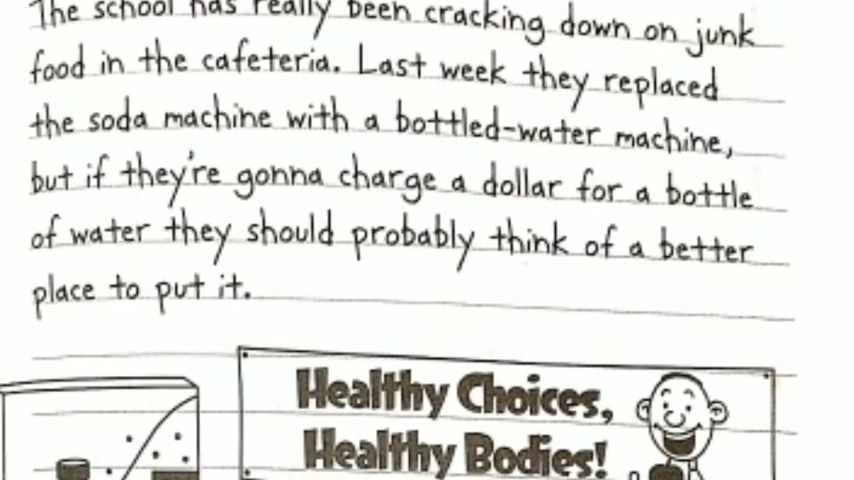 The school has really been cracking down on junk
food in the cafeteria. Last week they replaced
the soda machine with a bottled-water machine,
but if they're gonna charge a dollar for a bottle
of water they should probably think of a better
place to put it.
Healthy Choices,
Healthy Bodies!